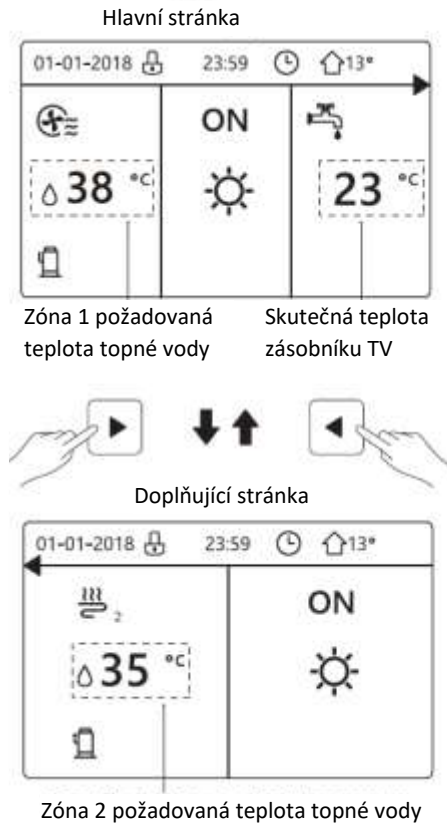 Hlavní stránka
01-01-2018 23:59 13°
ON
38 °C
23 °C
Zóna 1 požadovaná
teplota topné vody
Skutečná teplota
zásobníku TV
Doplňující stránka
01-01-2018 23:59 13°
2
ON
35 °C
Zóna 2 požadovaná teplota topné vody